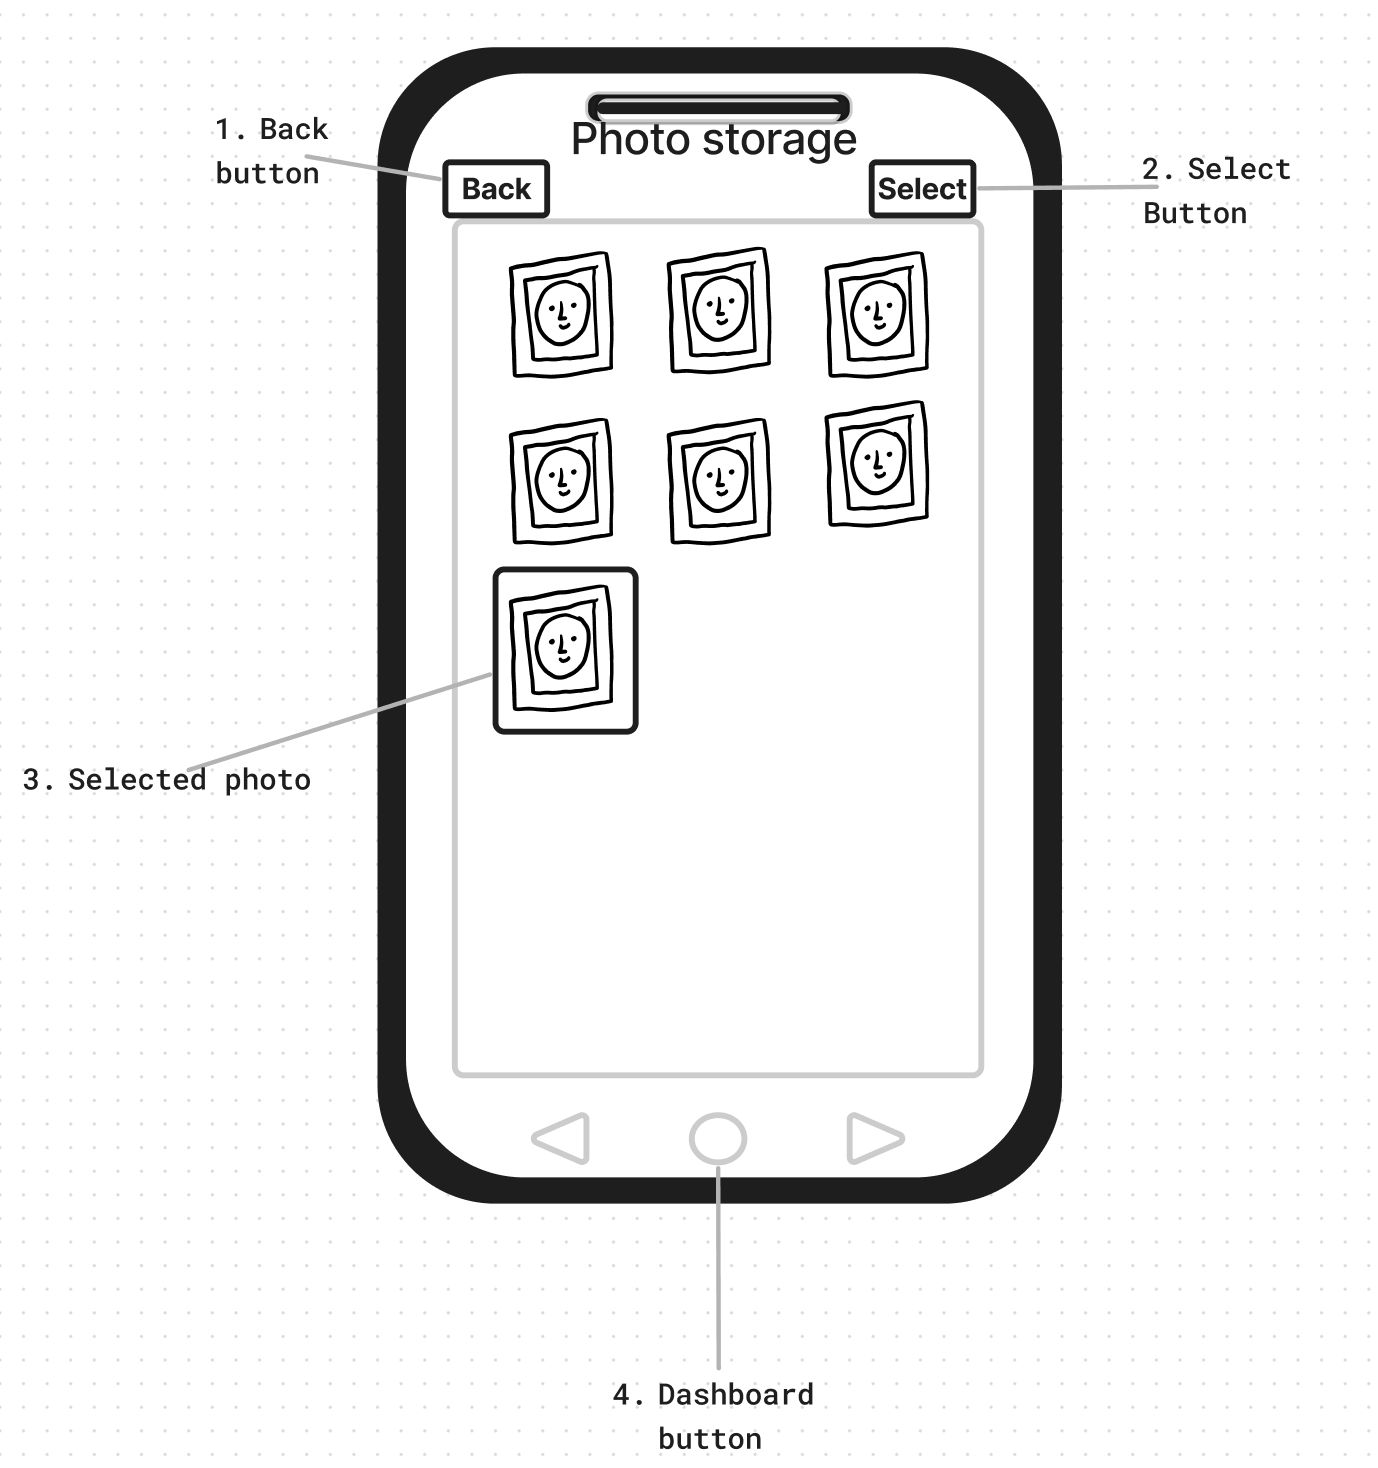 1. Back
button
Photo storage
Back
Select
2. Select
Button
3. Selected photo
4. Dashboard
button